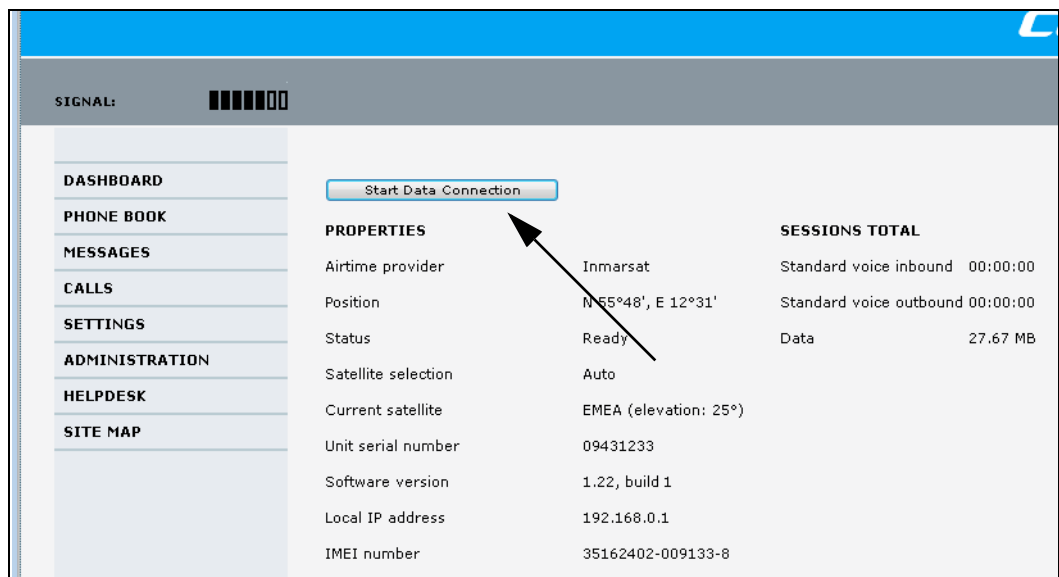 SIGNAL:
DASHBOARD
PHONE BOOK
MESSAGES
CALLS
SETTINGS
ADMINISTRATION
HELPDESK
SITE MAP
Start Data Connection
PROPERTIES
Airtime provider Inmarsat
Position N 55°48', E 12°31'
Status Ready
Satellite selection Auto
Current satellite EMEA (elevation: 25°)
Unit serial number 09431233
Software version 1.22, build 1
Local IP address 192.168.0.1
IMEI number 35162402-009133-8
SESSIONS TOTAL
Standard voice inbound 00:00:00
Standard voice outbound 00:00:00
Data 27.67 MB